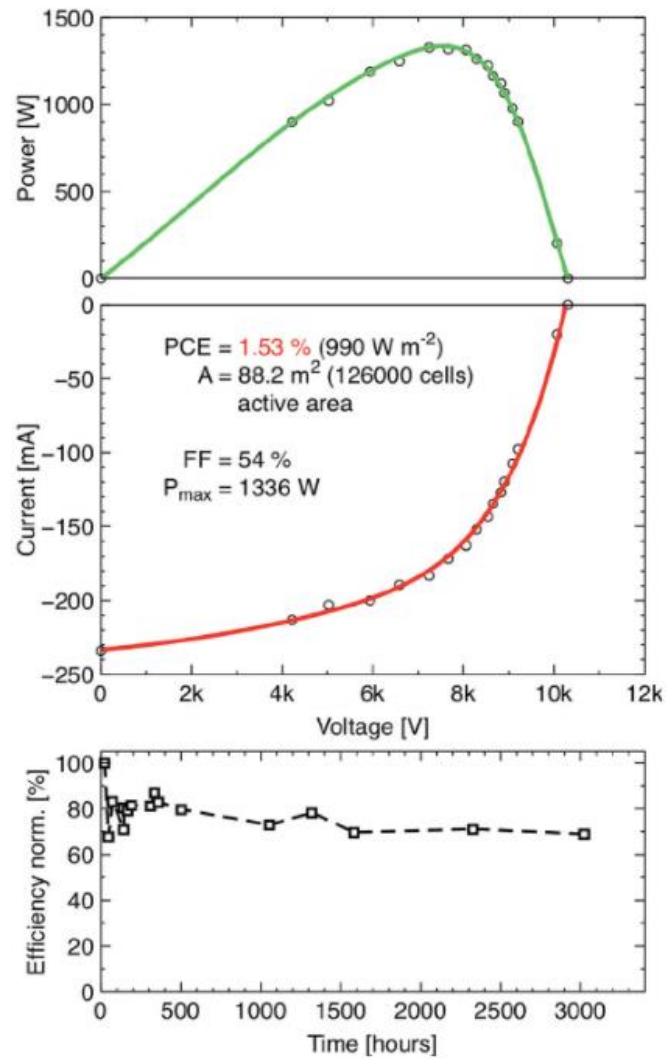 1500
1000
500
0
Power [W]
0
-50
-100
-150
-200
-250
Current [mA]
PCE = 1.53 % (990 W m⁻²)
A = 88.2 m² (126000 cells)
active area
FF = 54 %
Pmax = 1336 W
0 2k 4k 6k 8k 10k 12k
Voltage [V]
100
80
60
40
20
0
Efficiency norm. [%]
0 500 1000 1500 2000 2500 3000
Time [hours]